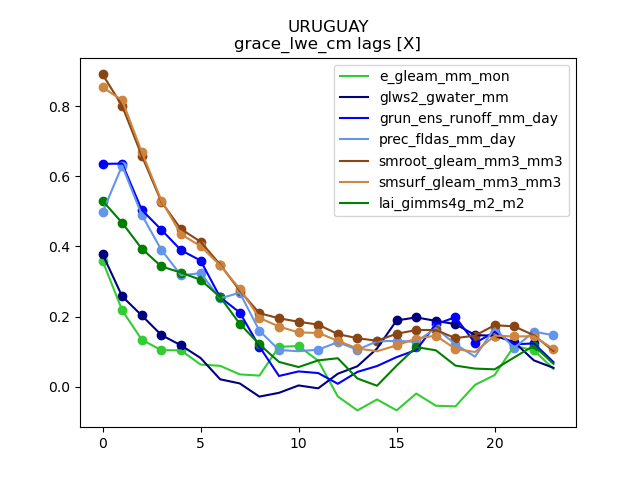 URUGUAY
grace_lwe_cm lags [X]
e_gleam_mm_mon
glws2_gwater_mm
grun_ens_runoff_mm_day
prec_fldas_mm_day
smroot_gleam_mm3_mm3
smsurf_gleam_mm3_mm3
lai_gimms4g_m2_m2
0.8
0.6
0.4
0.2
0.0
0 5 10 15 20